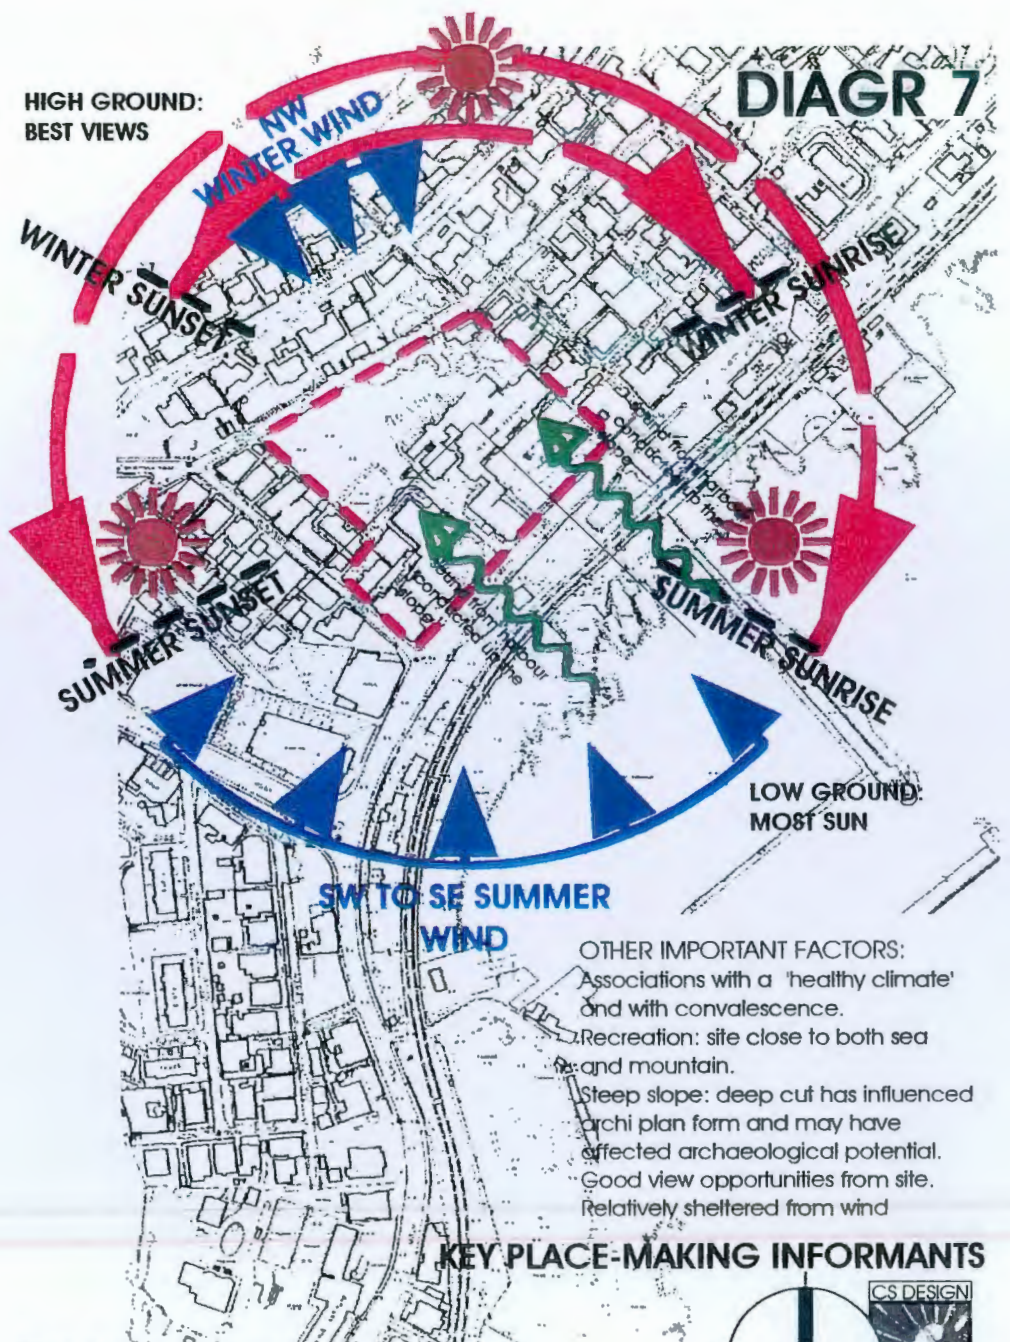 DIAGR 7
HIGH GROUND:
BEST VIEWS
NW
WINTER WIND
WINTER SUNSET
WINTER SUNRISE
SUMMER SUNSET
SUMMER SUNRISE
LOW GROUND:
MOST SUN
SW TO SE SUMMER
WIND
OTHER IMPORTANT FACTORS:
Associations with a 'healthy climate'
and with convalescence.
Recreation: site close to both sea
and mountain.
Steep slope: deep cut has influenced
archi plan form and may have
affected archaeological potential.
Good view opportunities from site.
Relatively sheltered from wind
KEY PLACE-MAKING INFORMANTS
CS DESIGN